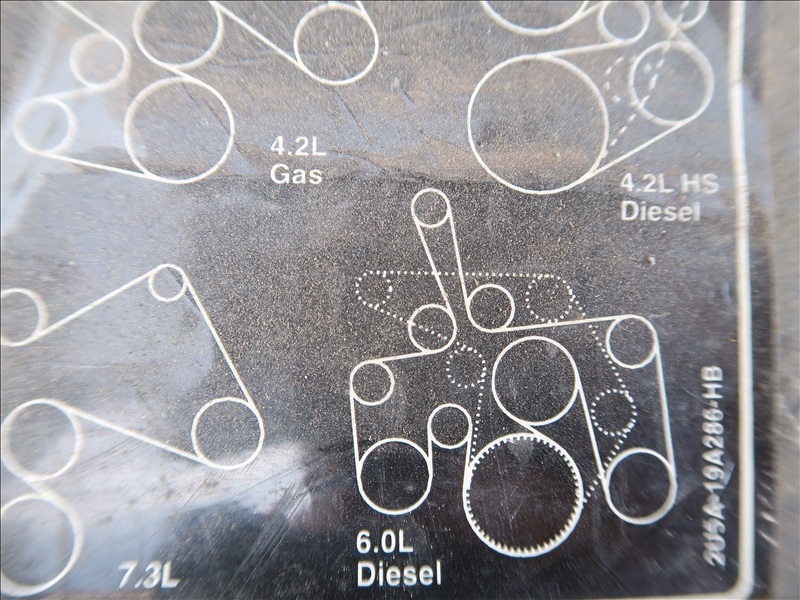 4.2L
Gas
4.2L HS
Diesel
7.3L
6.0L
Diesel
2U5A-19A286-HB